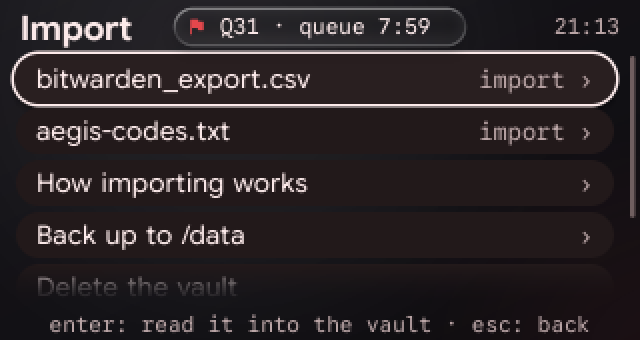 Import
Q31 · queue 7:59
21:13
bitwarden_export.csv import ›
aegis-codes.txt import ›
How importing works ›
Back up to /data ›
Delete the vault
enter: read it into the vault · esc: back